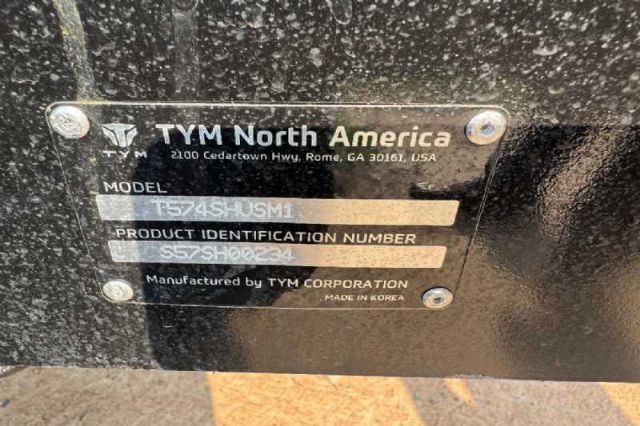 TYM
TYM North America
2100 Cedartown Hwy, Rome, GA 30161, USA
MODEL
T574SHVSM1
PRODUCT IDENTIFICATION NUMBER
S57SH00234
Manufactured by TYM CORPORATION
MADE IN KOREA